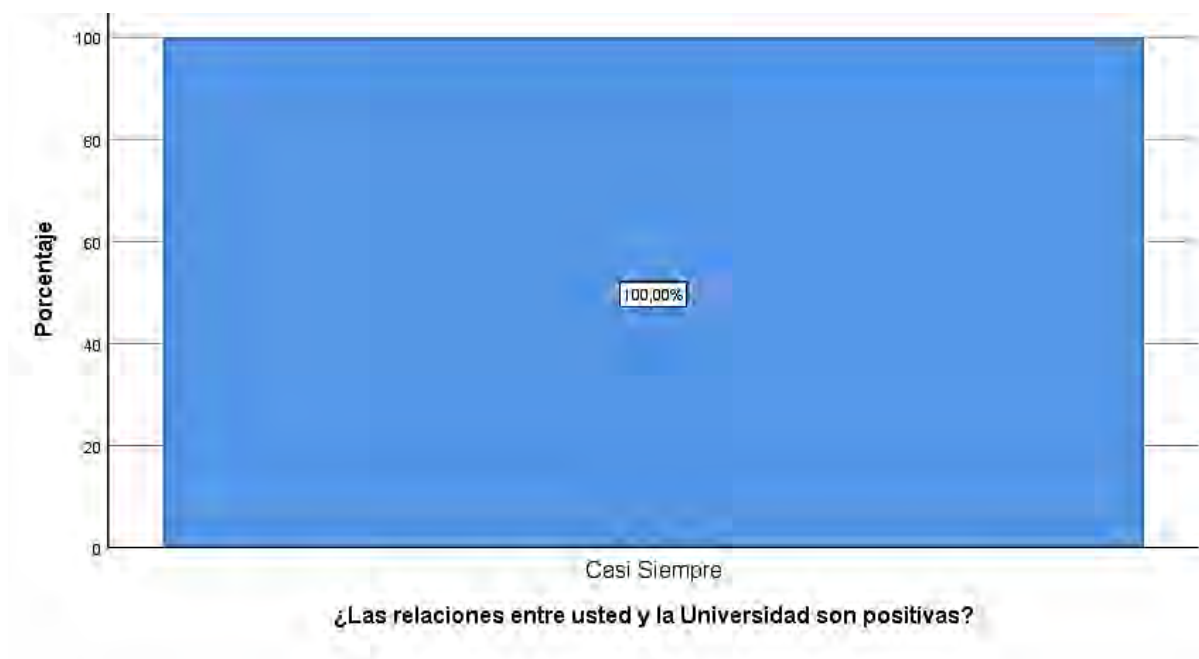 100
80
60
40
20
0
Porcentaje
100,00%
Casi Siempre
¿Las relaciones entre usted y la Universidad son positivas?